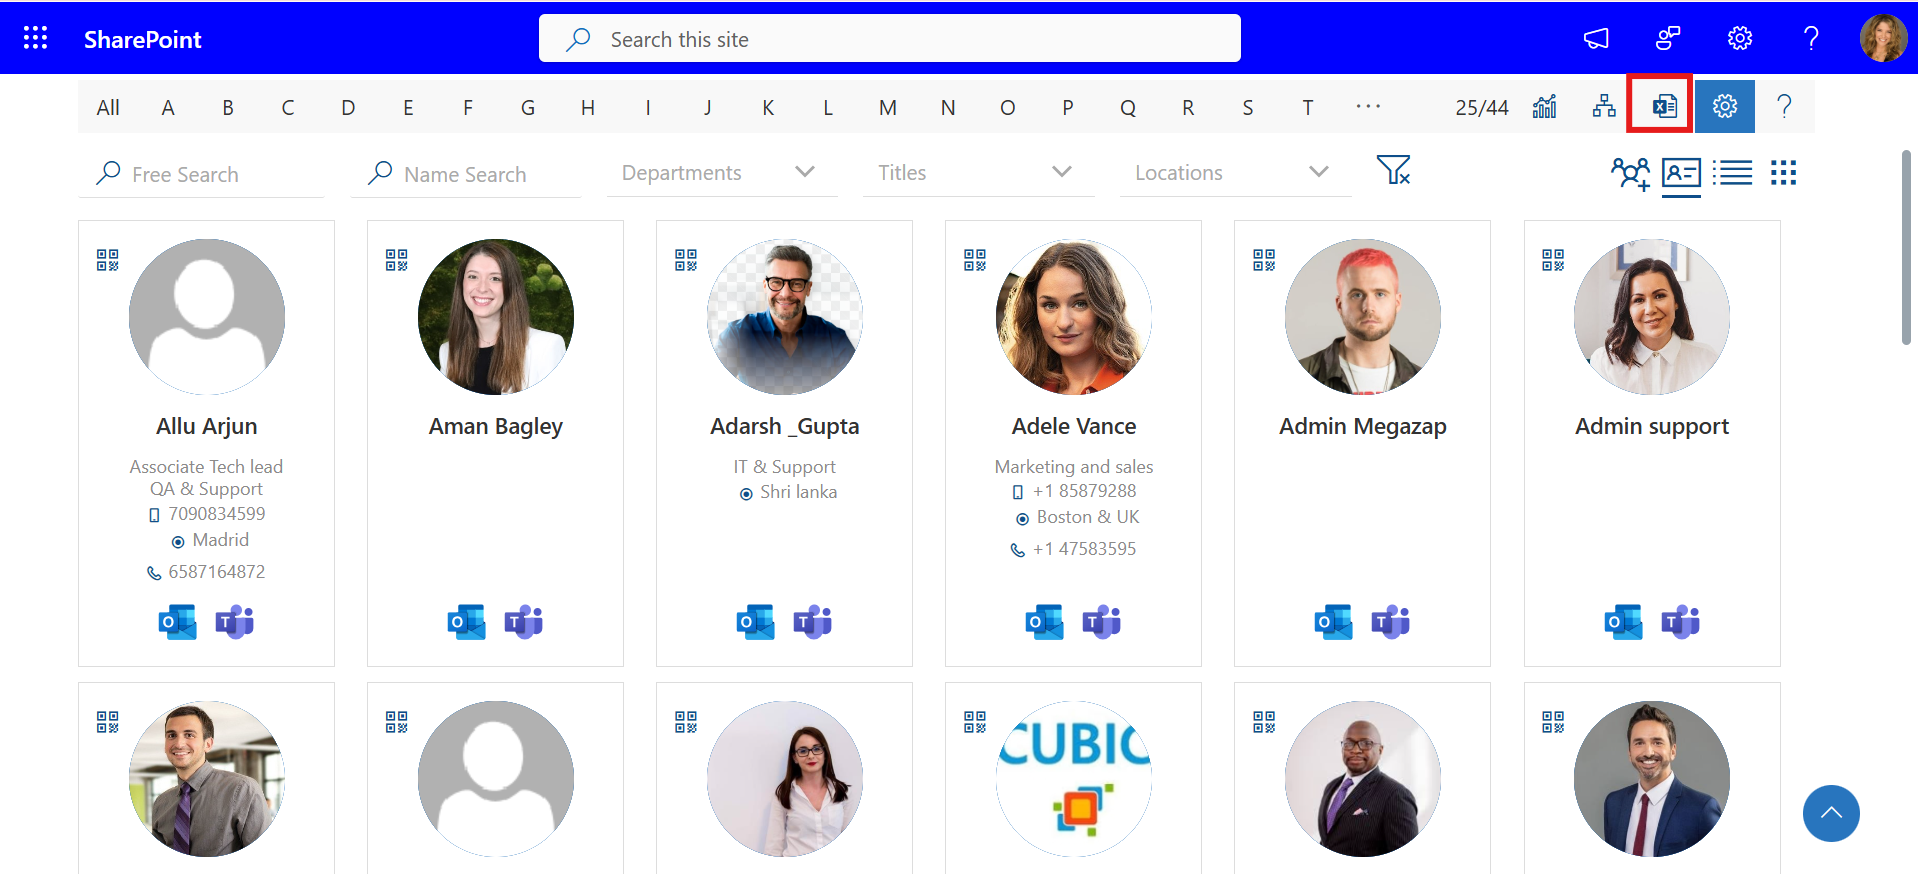 SharePoint
Search this site
All A B C D E F G H I J K L M N O P Q R S T ··· 25/44
Free Search
Name Search
Departments
Titles
Locations
Allu Arjun
Associate Tech lead
QA & Support
7090834599
Madrid
6587164872
Aman Bagley
Adarsh _Gupta
IT & Support
Shri lanka
Adele Vance
Marketing and sales
+1 85879288
Boston & UK
+1 47583595
Admin Megazap
Admin support
CUBIC